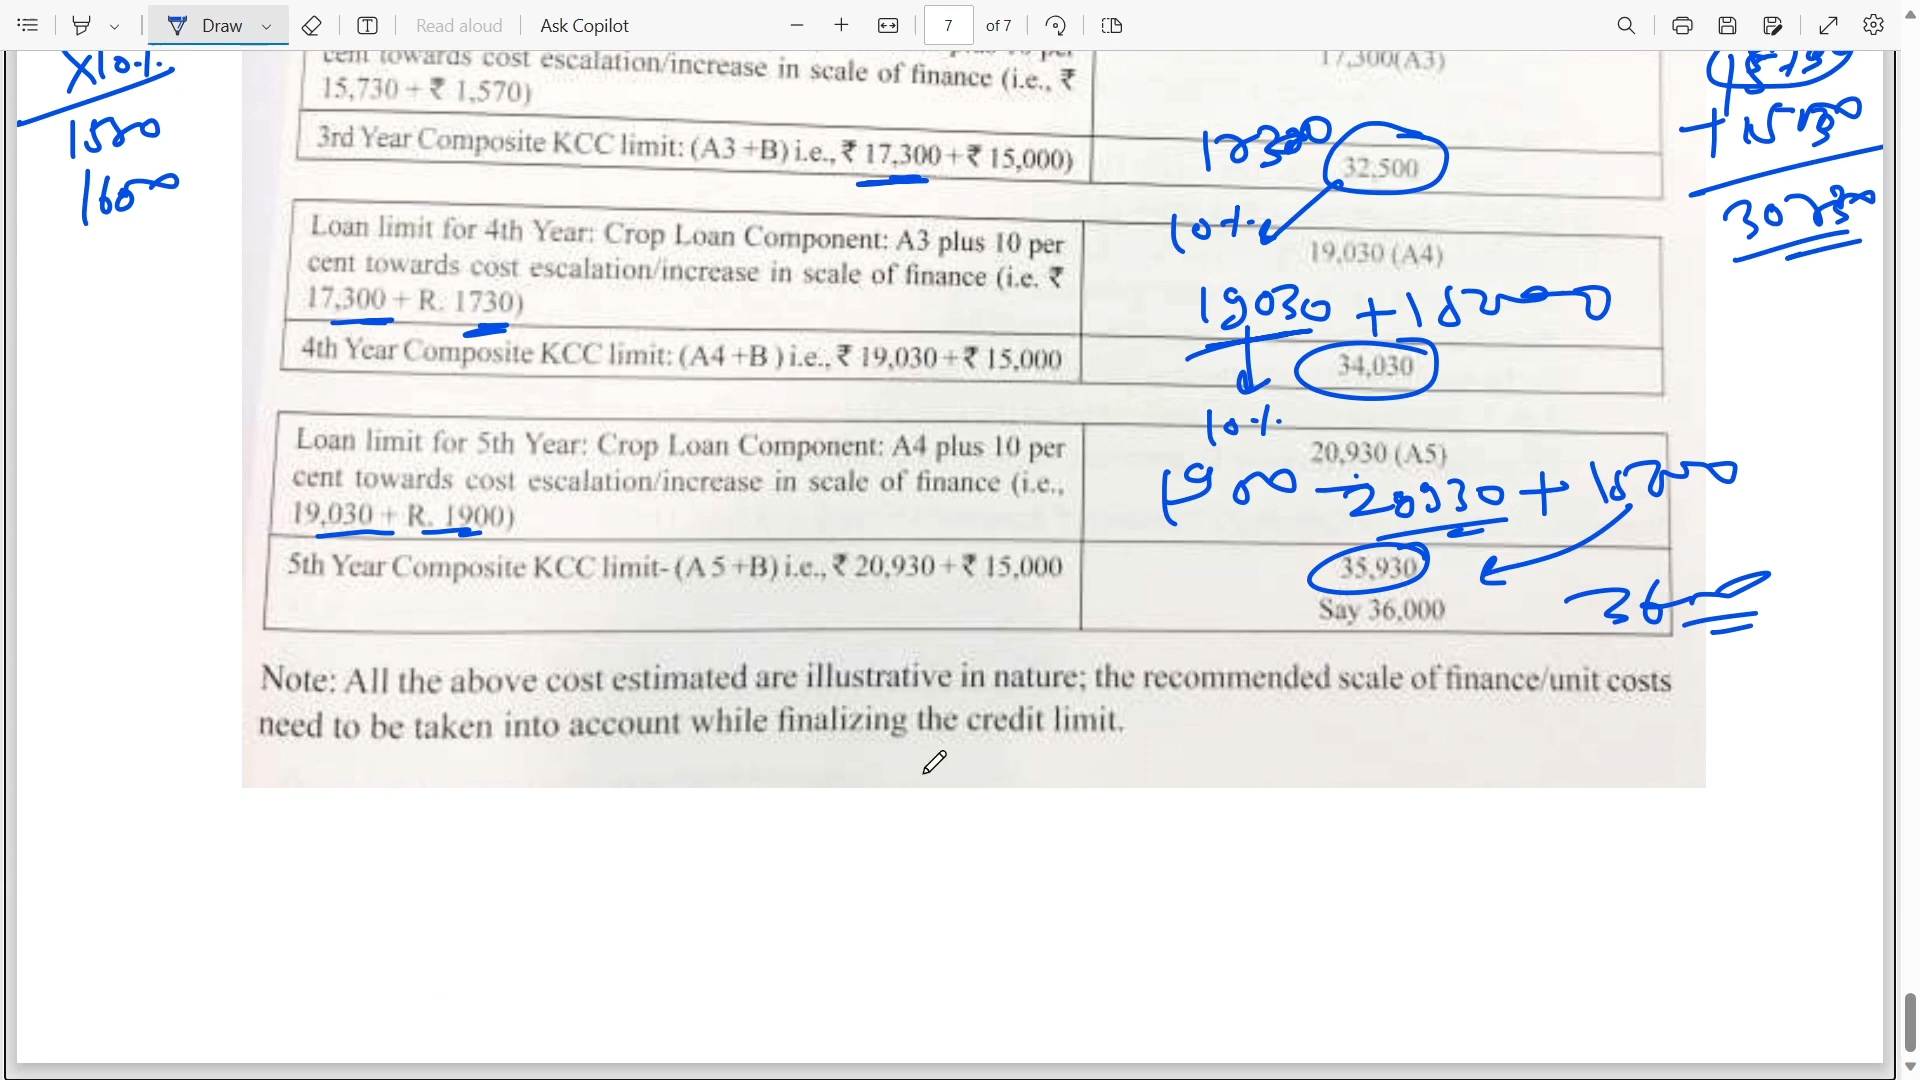 Draw
Read aloud
Ask Copilot
7 of 7
cent towards cost escalation/increase in scale of finance (i.e., ₹
15,730 + ₹ 1,570)
17,300(A3)
3rd Year Composite KCC limit: (A3 +B) i.e., ₹ 17,300 + ₹ 15,000)
32,500
Loan limit for 4th Year: Crop Loan Component: A3 plus 10 per
cent towards cost escalation/increase in scale of finance (i.e. ₹
17,300 + R. 1730)
19,030 (A4)
4th Year Composite KCC limit: (A4 +B ) i.e., ₹ 19,030 + ₹ 15,000
34,030
Loan limit for 5th Year: Crop Loan Component: A4 plus 10 per
cent towards cost escalation/increase in scale of finance (i.e.,
19,030 + R. 1900)
20,930 (A5)
5th Year Composite KCC limit- (A 5 +B) i.e., ₹ 20,930 + ₹ 15,000
35,930
Say 36,000
Note: All the above cost estimated are illustrative in nature; the recommended scale of finance/unit costs
need to be taken into account while finalizing the credit limit.
X10%
10%
19030 + 15000
10%
1900 20930 + 15000